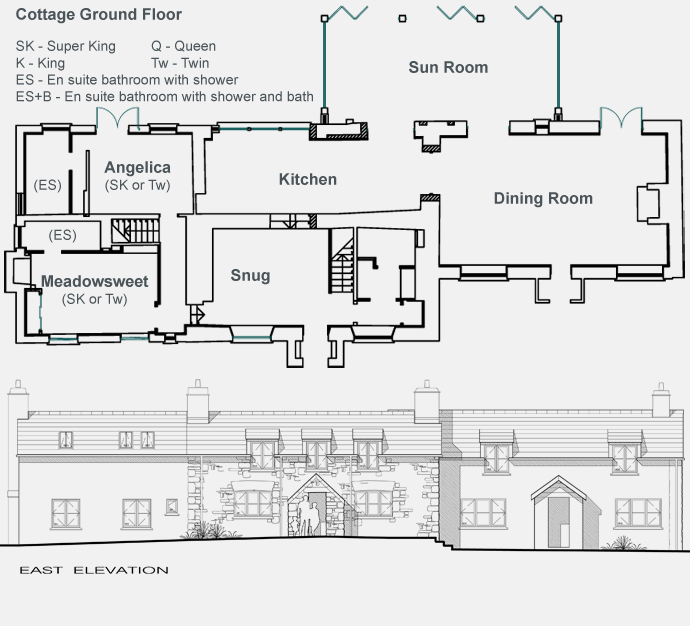 Cottage Ground Floor
SK - Super King Q - Queen
K - King Tw - Twin
ES - En suite bathroom with shower
ES+B - En suite bathroom with shower and bath
Sun Room
(ES)
Angelica
(SK or Tw)
Kitchen
Dining Room
(ES)
Meadowsweet
(SK or Tw)
Snug
EAST ELEVATION